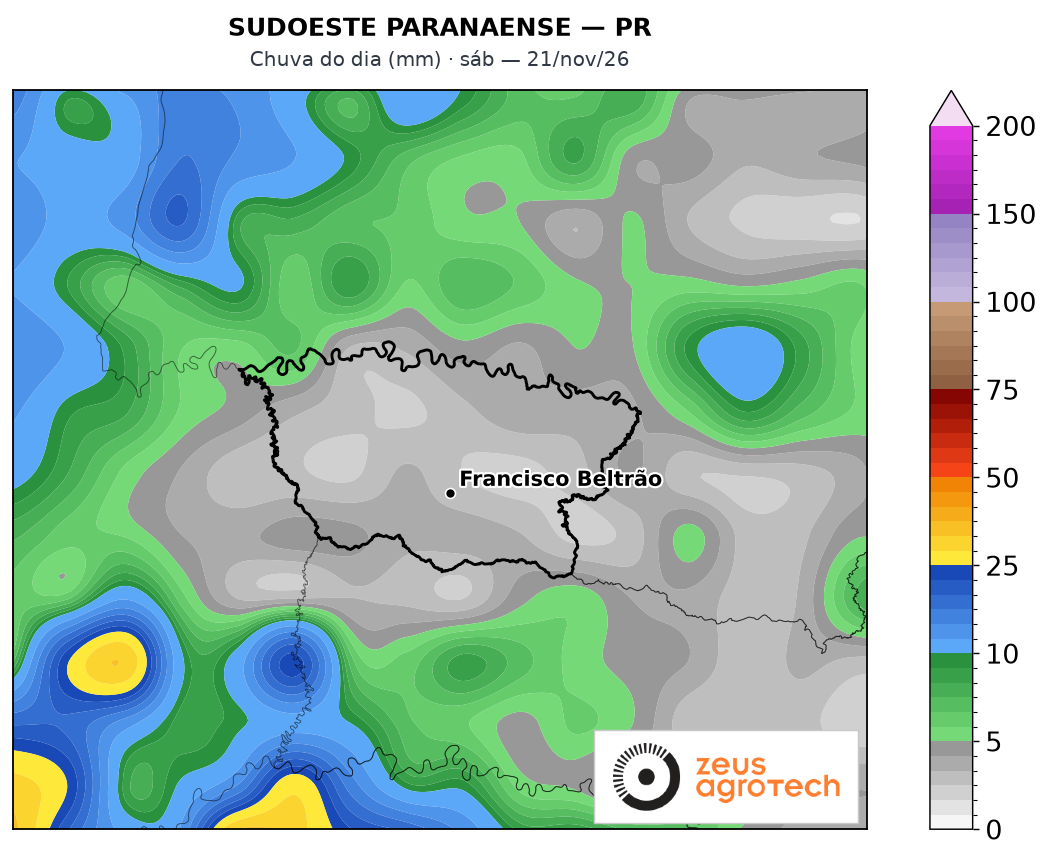 SUDOESTE PARANAENSE — PR
Chuva do dia (mm) · sáb — 21/nov/26
200
150
100
75
50
25
10
5
0
Francisco Beltrão
zeus
agrotech